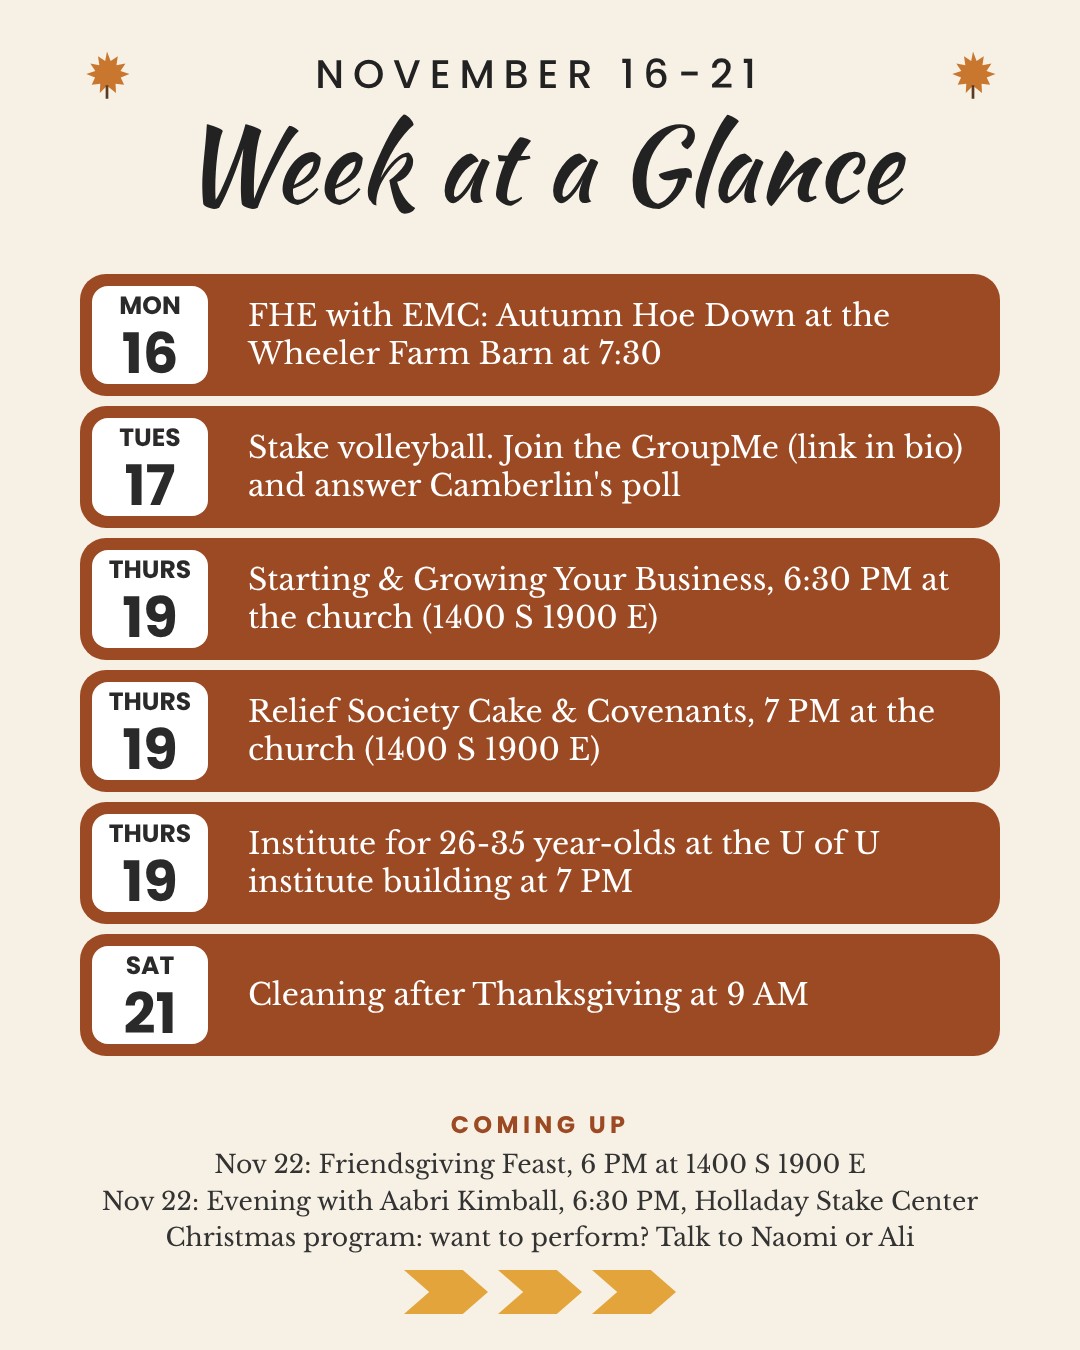 NOVEMBER 16-21
Week at a Glance
MON
16
FHE with EMC: Autumn Hoe Down at the
Wheeler Farm Barn at 7:30
TUES
17
Stake volleyball. Join the GroupMe (link in bio)
and answer Camberlin's poll
THURS
19
Starting & Growing Your Business, 6:30 PM at
the church (1400 S 1900 E)
THURS
19
Relief Society Cake & Covenants, 7 PM at the
church (1400 S 1900 E)
THURS
19
Institute for 26-35 year-olds at the U of U
institute building at 7 PM
SAT
21
Cleaning after Thanksgiving at 9 AM
COMING UP
Nov 22: Friendsgiving Feast, 6 PM at 1400 S 1900 E
Nov 22: Evening with Aabri Kimball, 6:30 PM, Holladay Stake Center
Christmas program: want to perform? Talk to Naomi or Ali